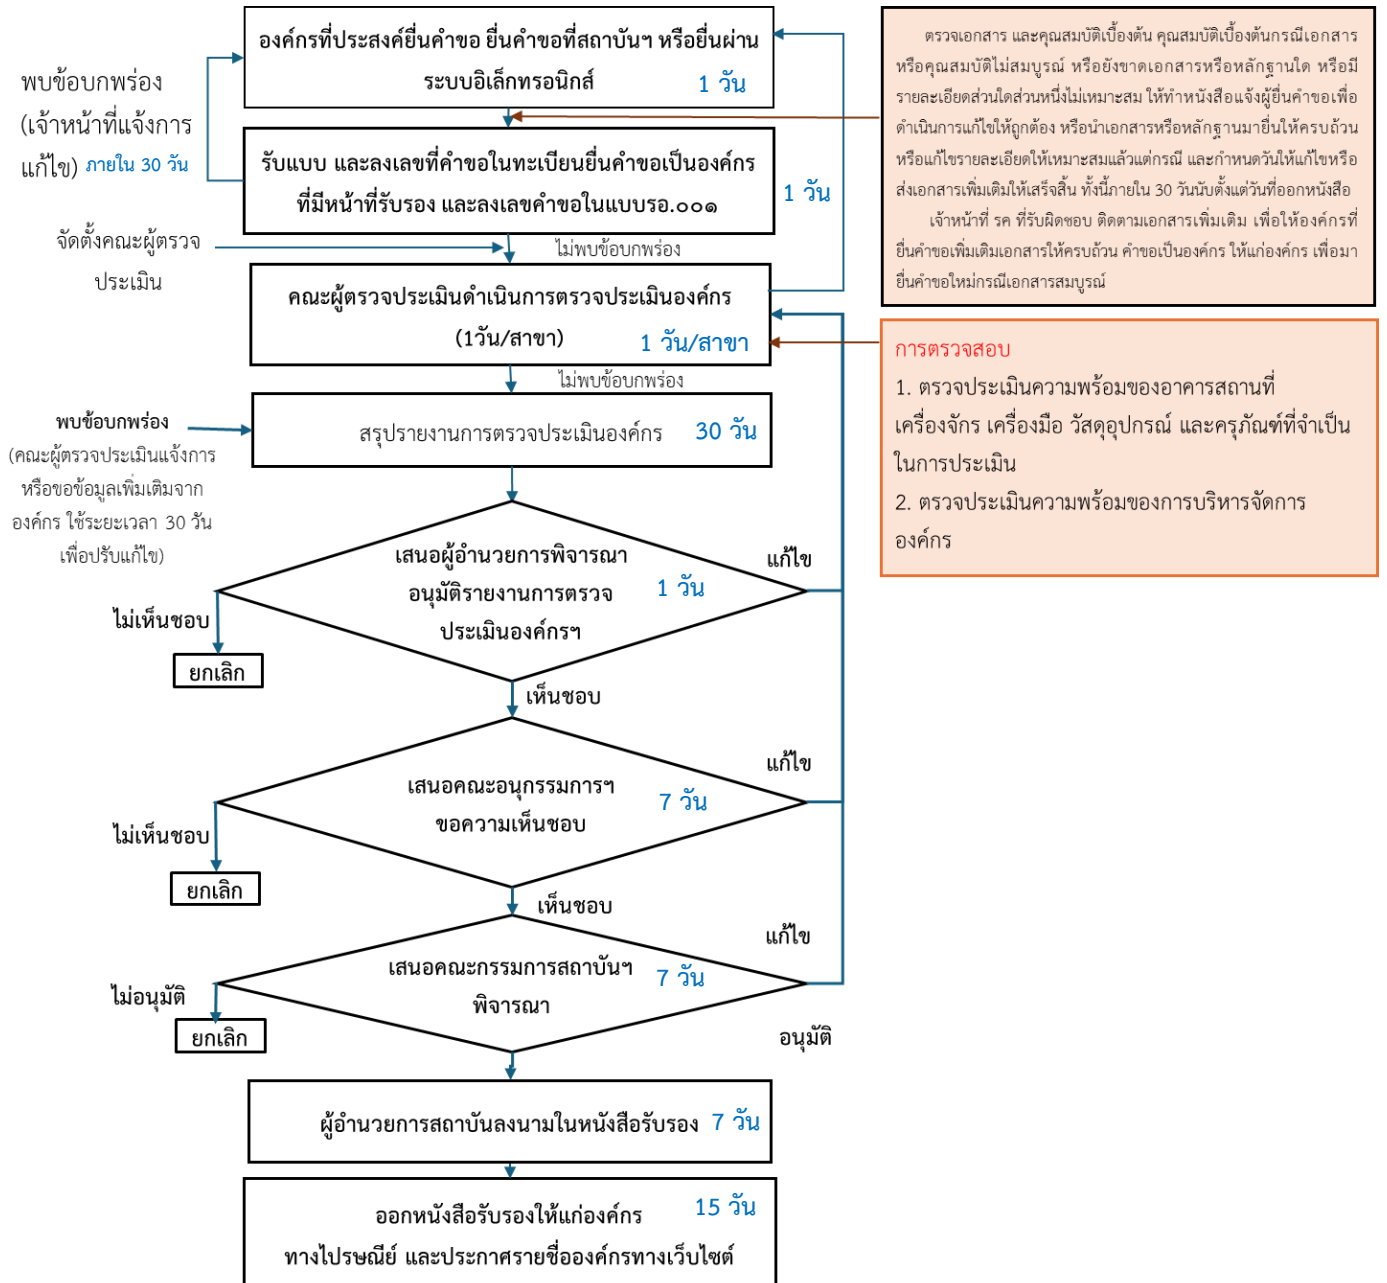 องค์กรที่ประสงค์ยื่นคำขอ ยื่นคำขอที่สถาบันฯ หรือยื่นผ่าน
ระบบอิเล็กทรอนิกส์
1 วัน
พบข้อบกพร่อง
(เจ้าหน้าที่แจ้งการ
แก้ไข) ภายใน 30 วัน
รับแบบ และลงเลขที่คำขอในทะเบียนยื่นคำขอเป็นองค์กร
ที่มีหน้าที่รับรอง และลงเลขคำขอในแบบรอ.๐๐๑
1 วัน
ตรวจเอกสาร และคุณสมบัติเบื้องต้น คุณสมบัติเบื้องต้นกรณีเอกสาร
หรือคุณสมบัติไม่สมบูรณ์ หรือยังขาดเอกสารหรือหลักฐานใด หรือมี
รายละเอียดส่วนใดส่วนหนึ่งไม่เหมาะสม ให้ทำหนังสือแจ้งผู้ยื่นคำขอเพื่อ
ดำเนินการแก้ไขให้ถูกต้อง หรือนำเอกสารหรือหลักฐานมายื่นให้ครบถ้วน
หรือแก้ไขรายละเอียดให้เหมาะสมแล้วแต่กรณี และกำหนดวันให้แก้ไขหรือ
ส่งเอกสารเพิ่มเติมให้เสร็จสิ้น ทั้งนี้ภายใน 30 วันนับตั้งแต่วันที่ออกหนังสือ
เจ้าหน้าที่ รค ที่รับผิดชอบ ติดตามเอกสารเพิ่มเติม เพื่อให้องค์กรที่
ยื่นคำขอเพิ่มเติมเอกสารให้ครบถ้วน คำขอเป็นองค์กร ให้แก่องค์กร เพื่อมา
ยื่นคำขอใหม่กรณีเอกสารสมบูรณ์
จัดตั้งคณะผู้ตรวจ
ประเมิน
ไม่พบข้อบกพร่อง
คณะผู้ตรวจประเมินดำเนินการตรวจประเมินองค์กร
(1วัน/สาขา)
1 วัน/สาขา
การตรวจสอบ
1. ตรวจประเมินความพร้อมของอาคารสถานที่
เครื่องจักร เครื่องมือ วัสดุอุปกรณ์ และครุภัณฑ์ที่จำเป็น
ในการประเมิน
2. ตรวจประเมินความพร้อมของการบริหารจัดการ
องค์กร
ไม่พบข้อบกพร่อง
พบข้อบกพร่อง
(คณะผู้ตรวจประเมินแจ้งการ
หรือขอข้อมูลเพิ่มเติมจาก
องค์กร ใช้ระยะเวลา 30 วัน
เพื่อปรับแก้ไข)
สรุปรายงานการตรวจประเมินองค์กร
30 วัน
เสนอผู้อำนวยการพิจารณา
อนุมัติรายงานการตรวจ
ประเมินองค์กรฯ
1 วัน
แก้ไข
ไม่เห็นชอบ
ยกเลิก
เห็นชอบ
เสนอคณะอนุกรรมการฯ
ขอความเห็นชอบ
7 วัน
แก้ไข
ไม่เห็นชอบ
ยกเลิก
เห็นชอบ
เสนอคณะกรรมการสถาบันฯ
พิจารณา
7 วัน
แก้ไข
ไม่อนุมัติ
ยกเลิก
อนุมัติ
ผู้อำนวยการสถาบันลงนามในหนังสือรับรอง
7 วัน
ออกหนังสือรับรองให้แก่องค์กร
ทางไปรษณีย์ และประกาศรายชื่อองค์กรทางเว็บไซต์
15 วัน